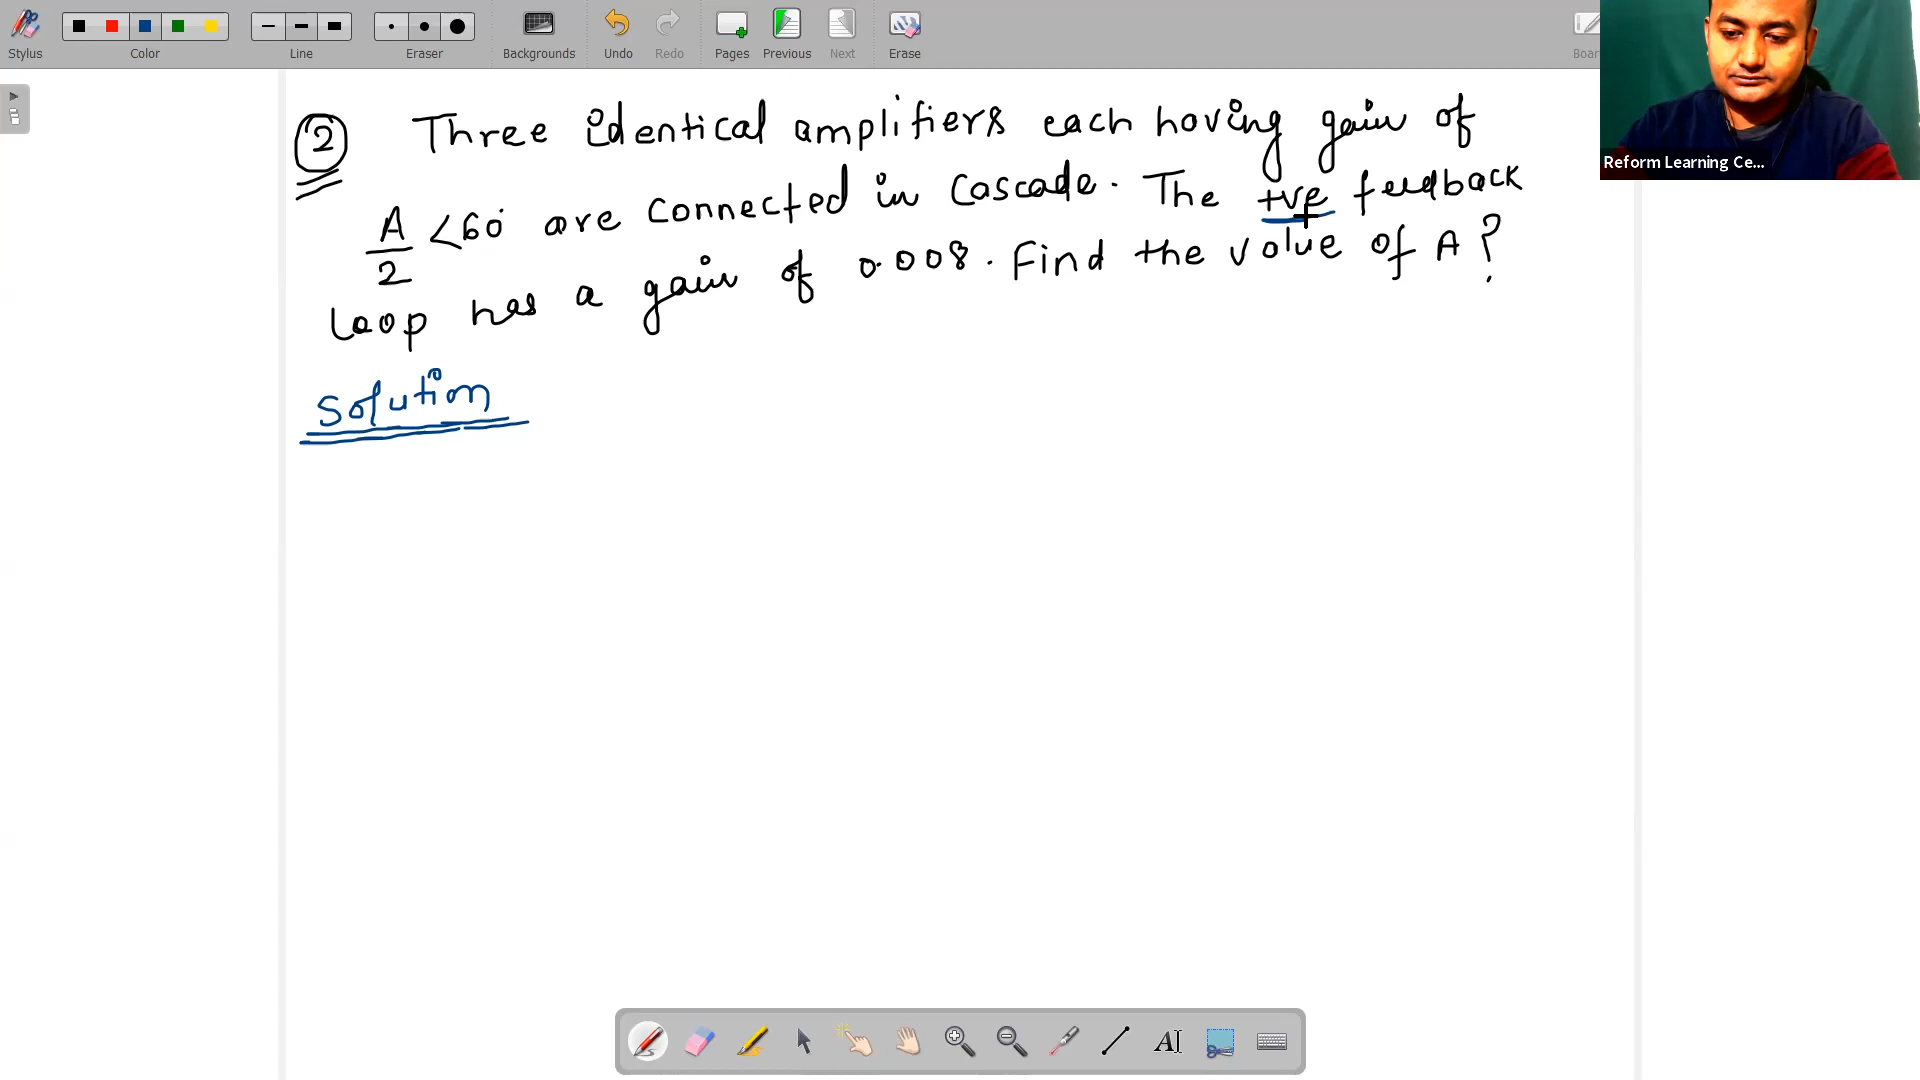 Stylus
Color
Line
Eraser
Backgrounds
Undo
Redo
Pages
Previous
Next
Erase
Reform Learning Ce...
② Three identical amplifiers each having gain of
A/2 <60° are connected in cascade. The +ve feedback
loop has a gain of 0.008. Find the value of A?
Solution